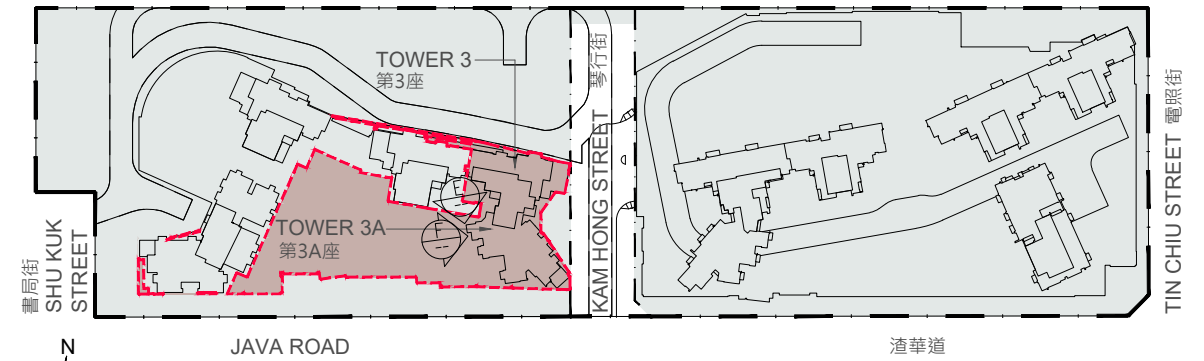 TOWER 3
第3座
琴行街
KAM HONG STREET
電照街
TIN CHIU STREET
TOWER 3A
第3A座
書局街
SHU KUK
STREET
N
JAVA ROAD
渣華道